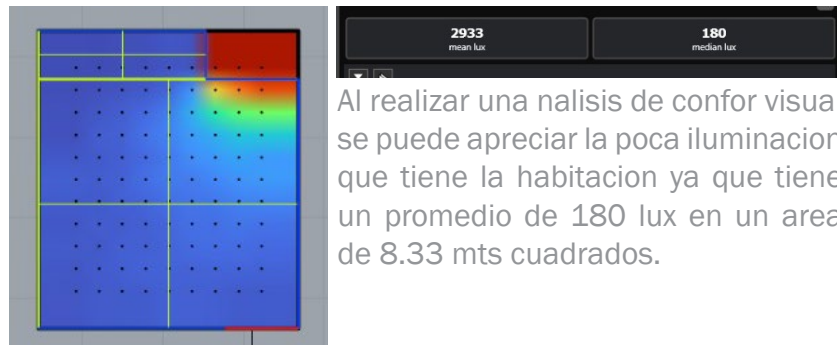 2933
mean lux
180
median lux
Al realizar una nalisis de confor visua
se puede apreciar la poca iluminacion
que tiene la habitacion ya que tiene
un promedio de 180 lux en un area
de 8.33 mts cuadrados.